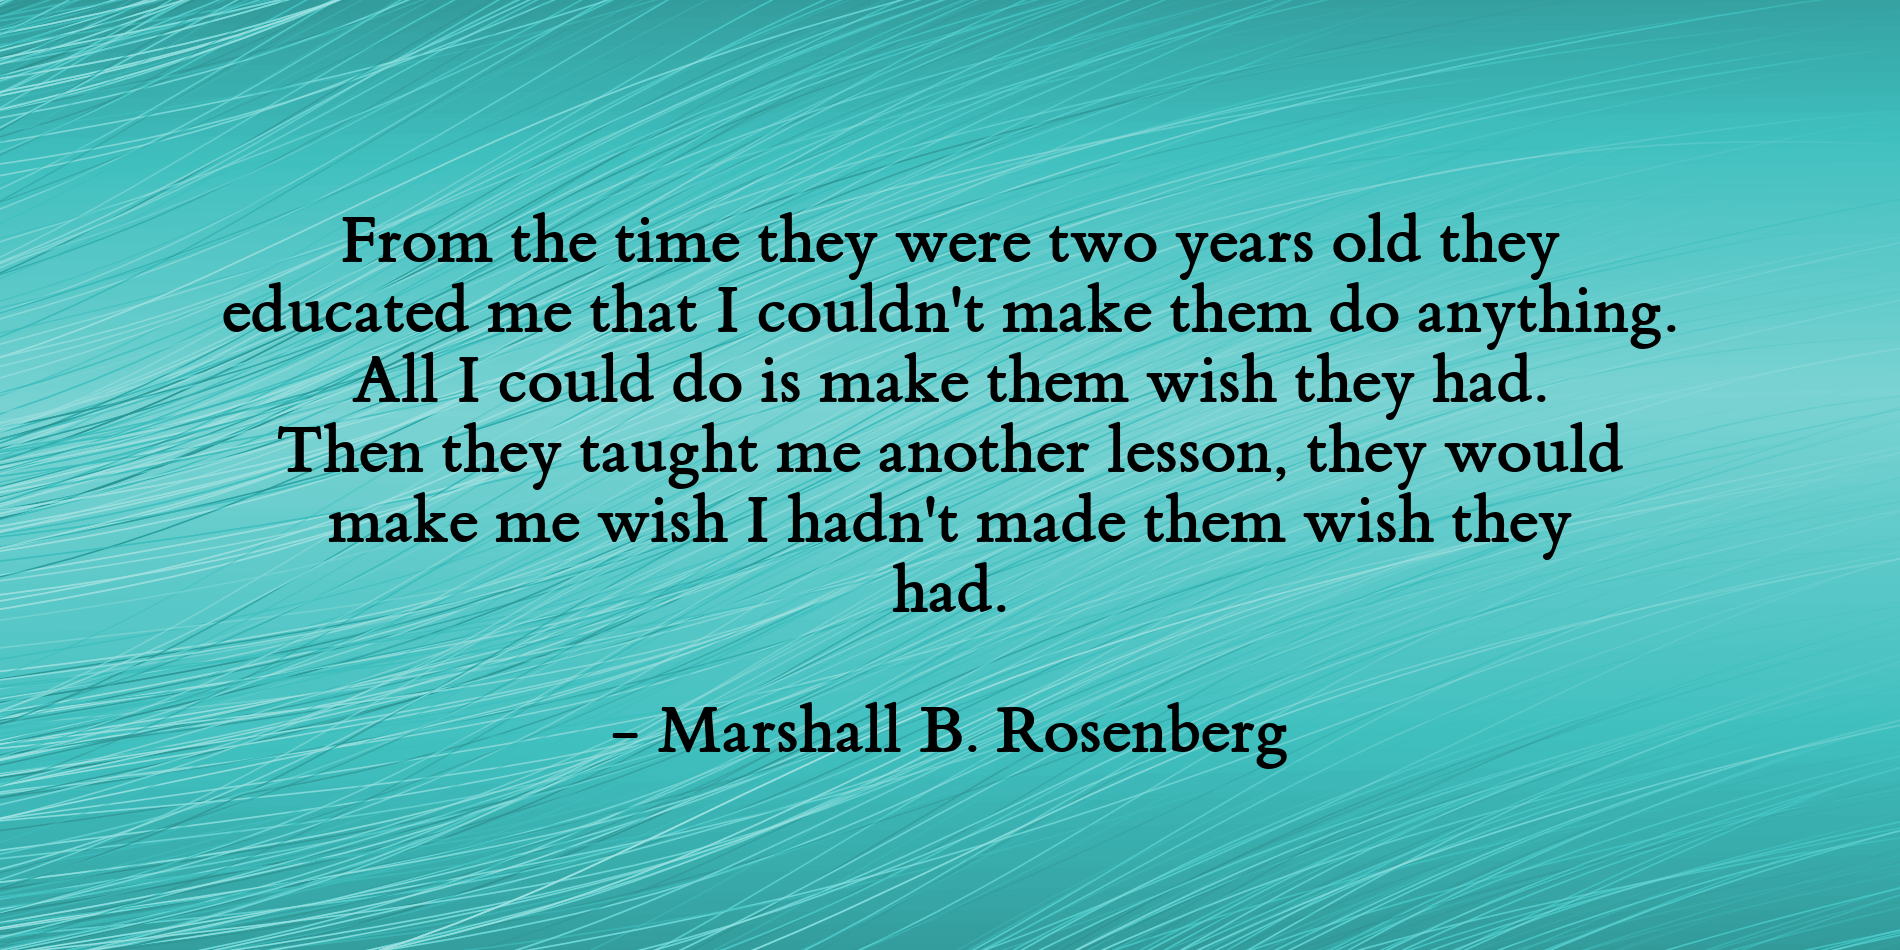 From the time they were two years old they
educated me that I couldn't make them do anything.
All I could do is make them wish they had.
Then they taught me another lesson, they would
make me wish I hadn't made them wish they
had.
- Marshall B. Rosenberg